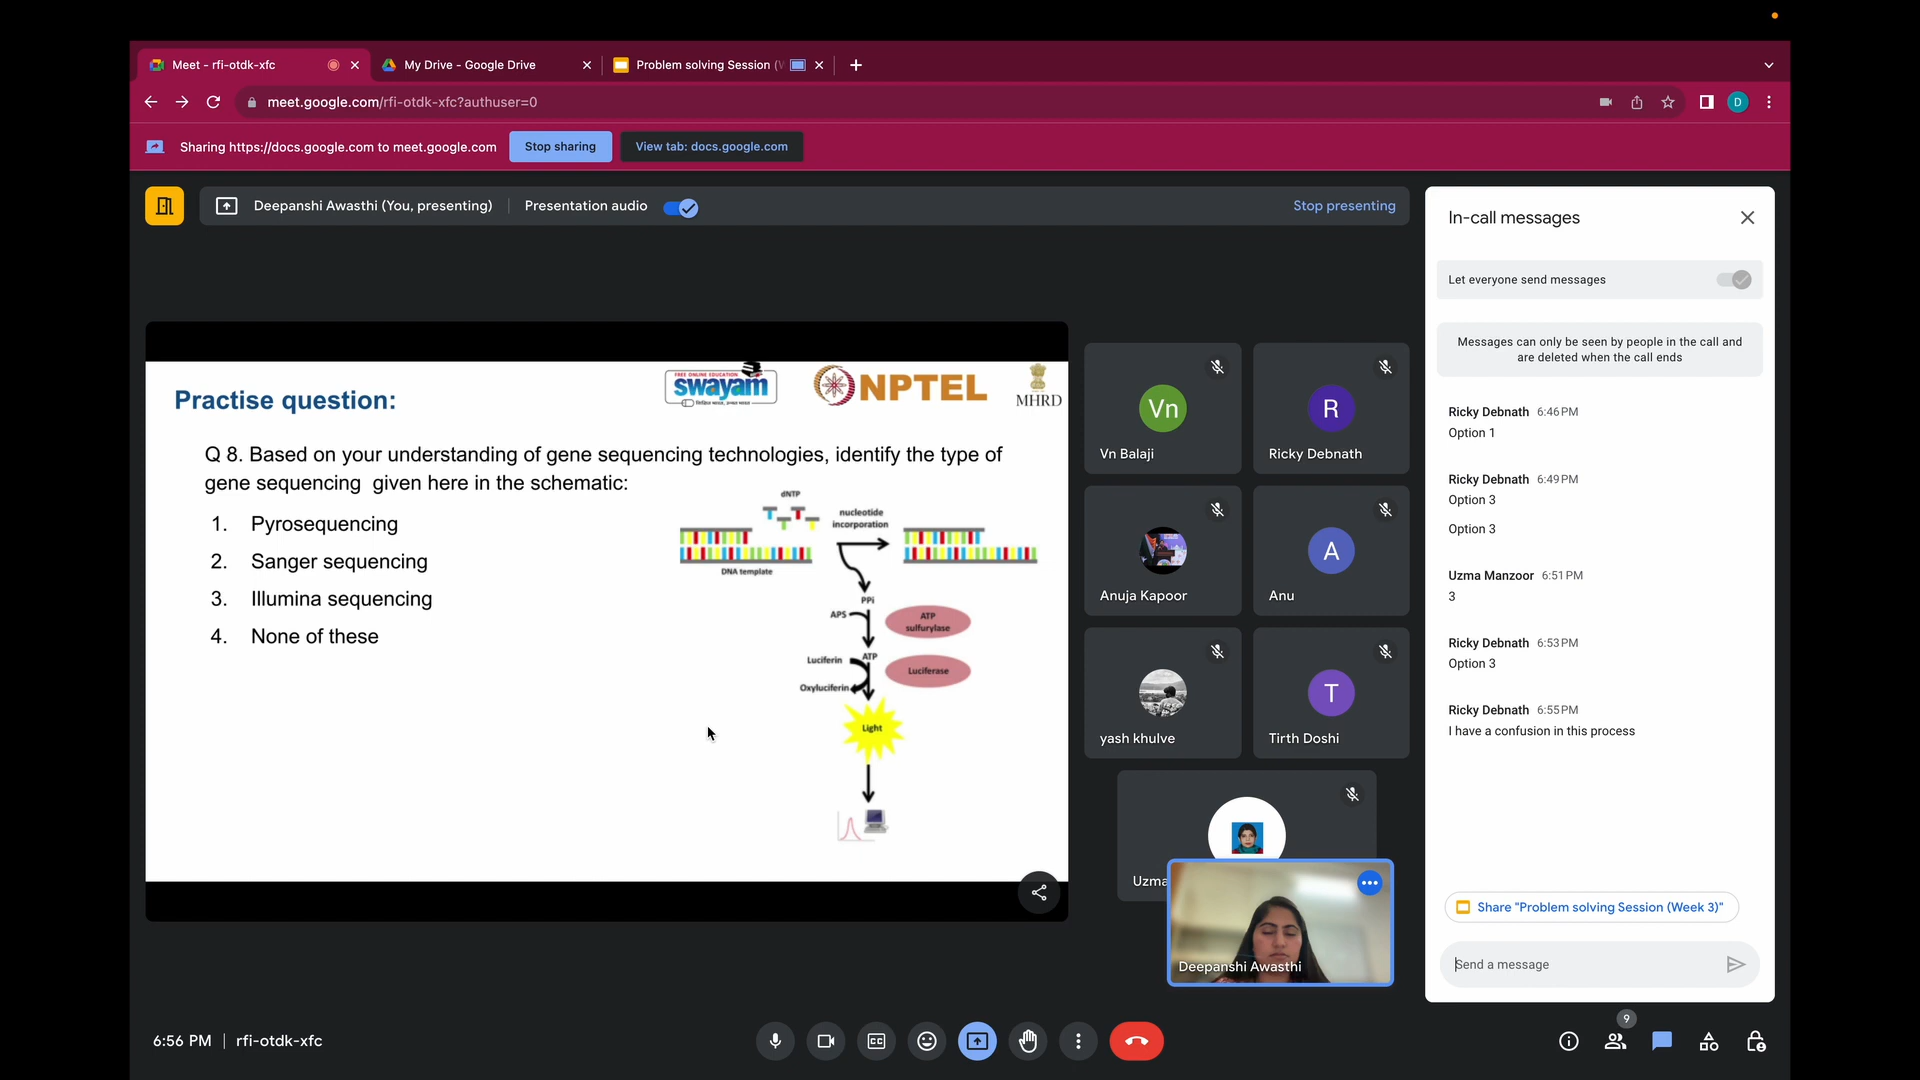 Meet - rfi-otdk-xfc
My Drive - Google Drive
Problem solving Session (
meet.google.com/rfi-otdk-xfc?authuser=0
D
Sharing https://docs.google.com to meet.google.com
Stop sharing
View tab: docs.google.com
Deepanshi Awasthi (You, presenting)
Presentation audio
Stop presenting
Practise question:
FREE ONLINE EDUCATION
swayam
NPTEL
MHRD
Q 8. Based on your understanding of gene sequencing technologies, identify the type of
gene sequencing given here in the schematic:
1. Pyrosequencing
2. Sanger sequencing
3. Illumina sequencing
4. None of these
dNTP
nucleotide
incorporation
DNA template
PPi
APS
ATP
sulfurylase
ATP
Luciferin
Luciferase
Oxyluciferin
Light
Vn
Vn Balaji
R
Ricky Debnath
Anuja Kapoor
A
Anu
yash khulve
T
Tirth Doshi
Uzma
Deepanshi Awasthi
In-call messages
Let everyone send messages
Messages can only be seen by people in the call and
are deleted when the call ends
Ricky Debnath 6:46 PM
Option 1
Ricky Debnath 6:49 PM
Option 3
Option 3
Uzma Manzoor 6:51 PM
3
Ricky Debnath 6:53 PM
Option 3
Ricky Debnath 6:55 PM
I have a confusion in this process
Share "Problem solving Session (Week 3)"
Send a message
6:56 PM | rfi-otdk-xfc
9